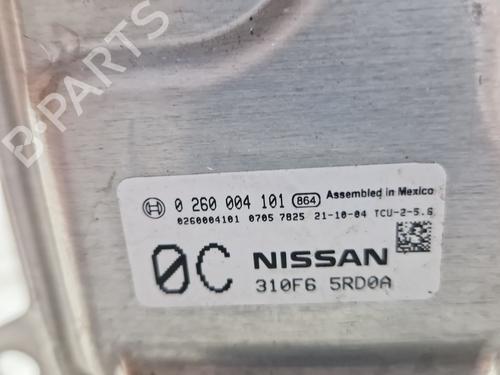 B-PARTS
0 260 004 101 864 Assembled in Mexico
0260004101 0705 7825 21-10-04 TCU-2-5.6
0C NISSAN
310F6 5RD0A